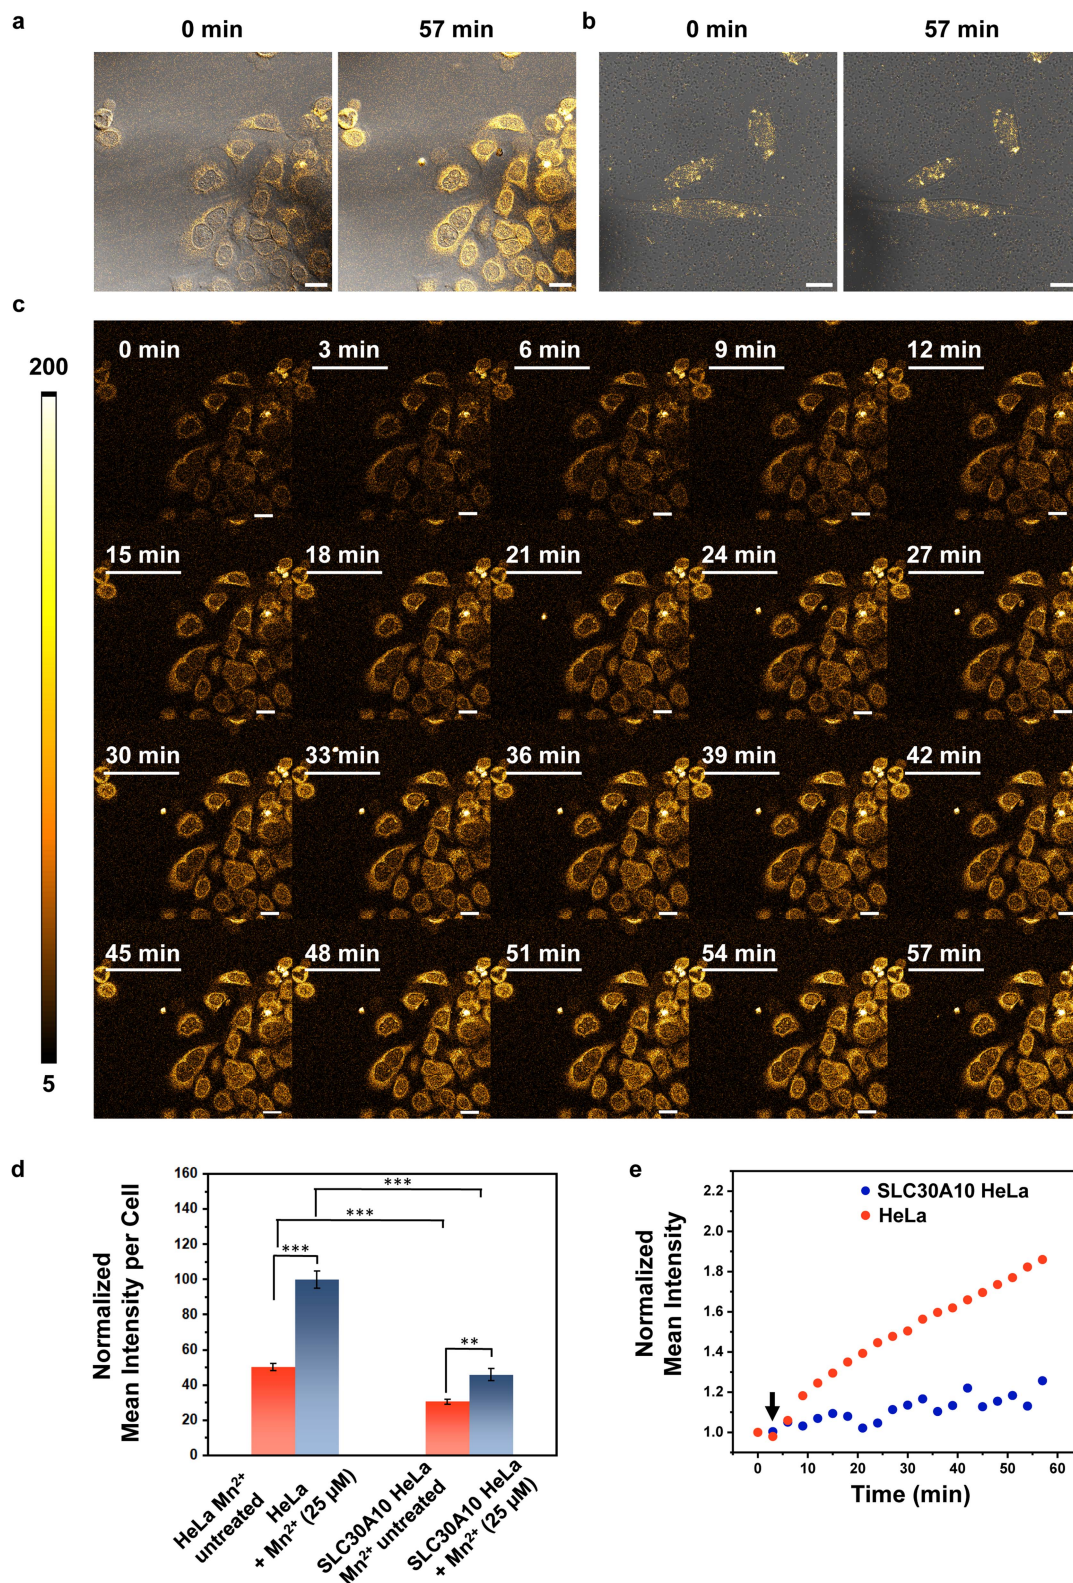 a
0 min
57 min
b
0 min
57 min
c
200
5
0 min
3 min
6 min
9 min
12 min
15 min
18 min
21 min
24 min
27 min
30 min
33 min
36 min
39 min
42 min
45 min
48 min
51 min
54 min
57 min
d
Normalized
Mean Intensity per Cell
160
140
120
100
80
60
40
20
0
***
***
***
**
HeLa Mn²⁺
untreated
HeLa
+ Mn²⁺ (25 µM)
SLC30A10 HeLa
Mn²⁺ untreated
SLC30A10 HeLa
+ Mn²⁺ (25 µM)
e
Normalized
Mean Intensity
2.2
2.0
1.8
1.6
1.4
1.2
1.0
SLC30A10 HeLa
HeLa
0
10
20
30
40
50
60
Time (min)